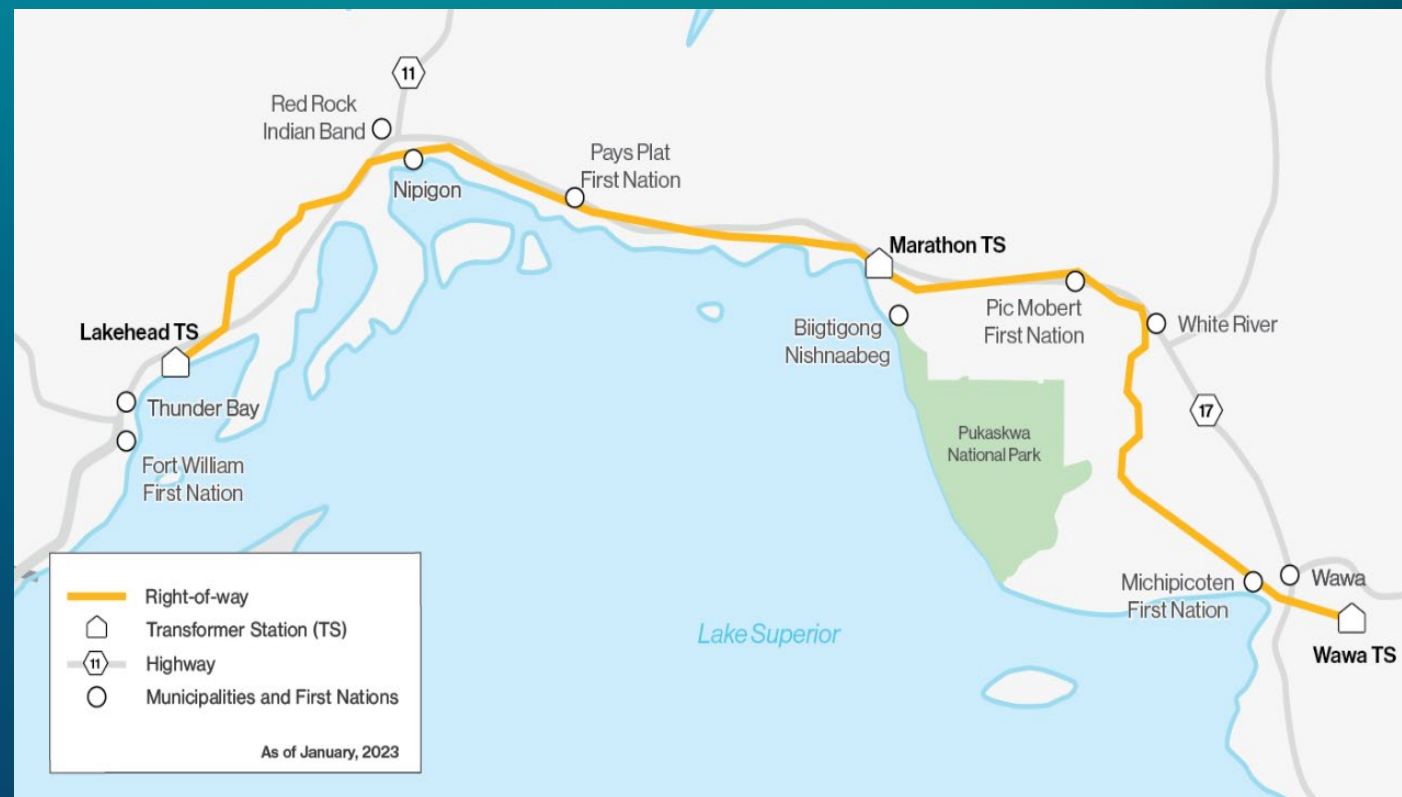 11
Red Rock
Indian Band
Pays Plat
First Nation
Nipigon
Marathon TS
Lakehead TS
Pic Mobert
First Nation
White River
Biigtigong
Nishnaabeg
Thunder Bay
17
Fort William
First Nation
Pukaskwa
National Park
Michipicoten
First Nation
Wawa
Lake Superior
Wawa TS
Right-of-way
Transformer Station (TS)
11 Highway
Municipalities and First Nations
As of January, 2023